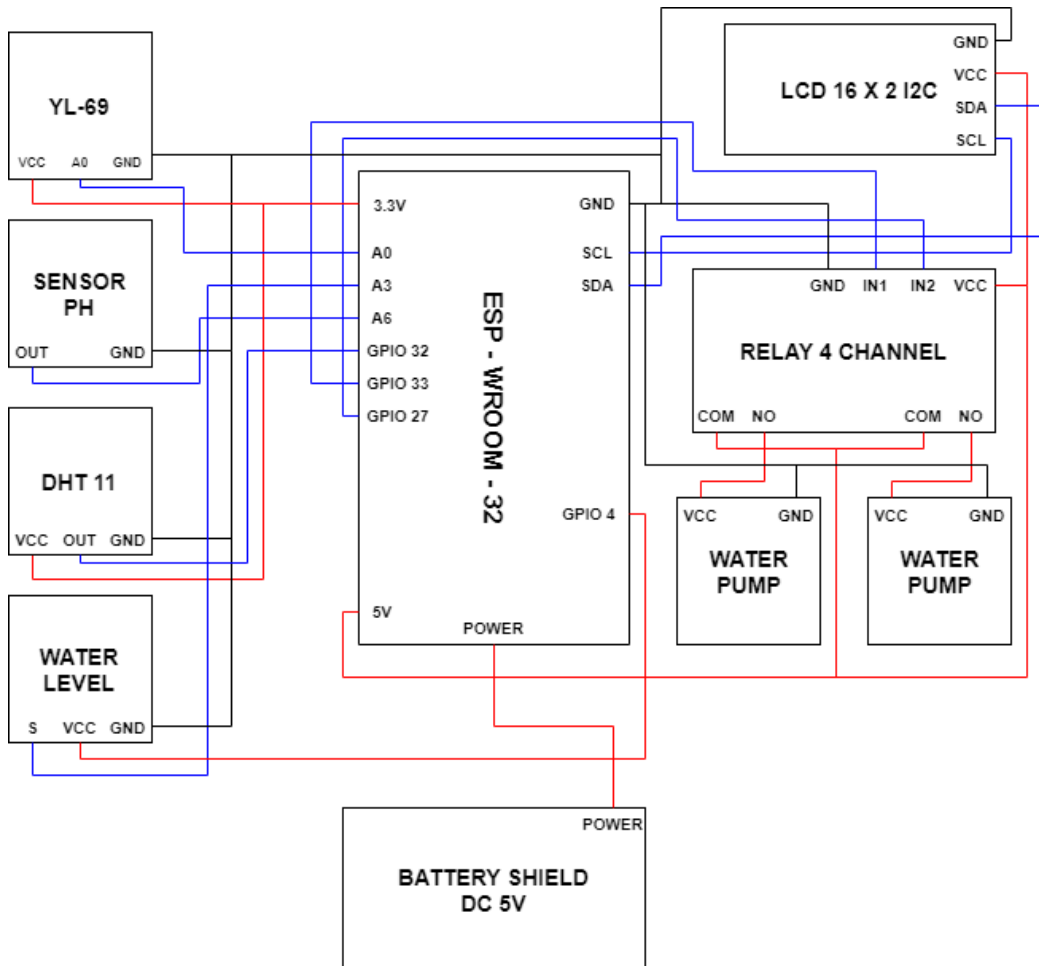 YL-69
VCC A0 GND
SENSOR
PH
OUT GND
DHT 11
VCC OUT GND
WATER
LEVEL
S VCC GND
3.3V
A0
A3
A6
GPIO 32
GPIO 33
GPIO 27
5V
ESP - WROOM - 32
GND
SCL
SDA
GPIO 4
POWER
LCD 16 X 2 I2C
GND
VCC
SDA
SCL
GND IN1 IN2 VCC
RELAY 4 CHANNEL
COM NO COM NO
VCC GND
WATER
PUMP
VCC GND
WATER
PUMP
POWER
BATTERY SHIELD
DC 5V